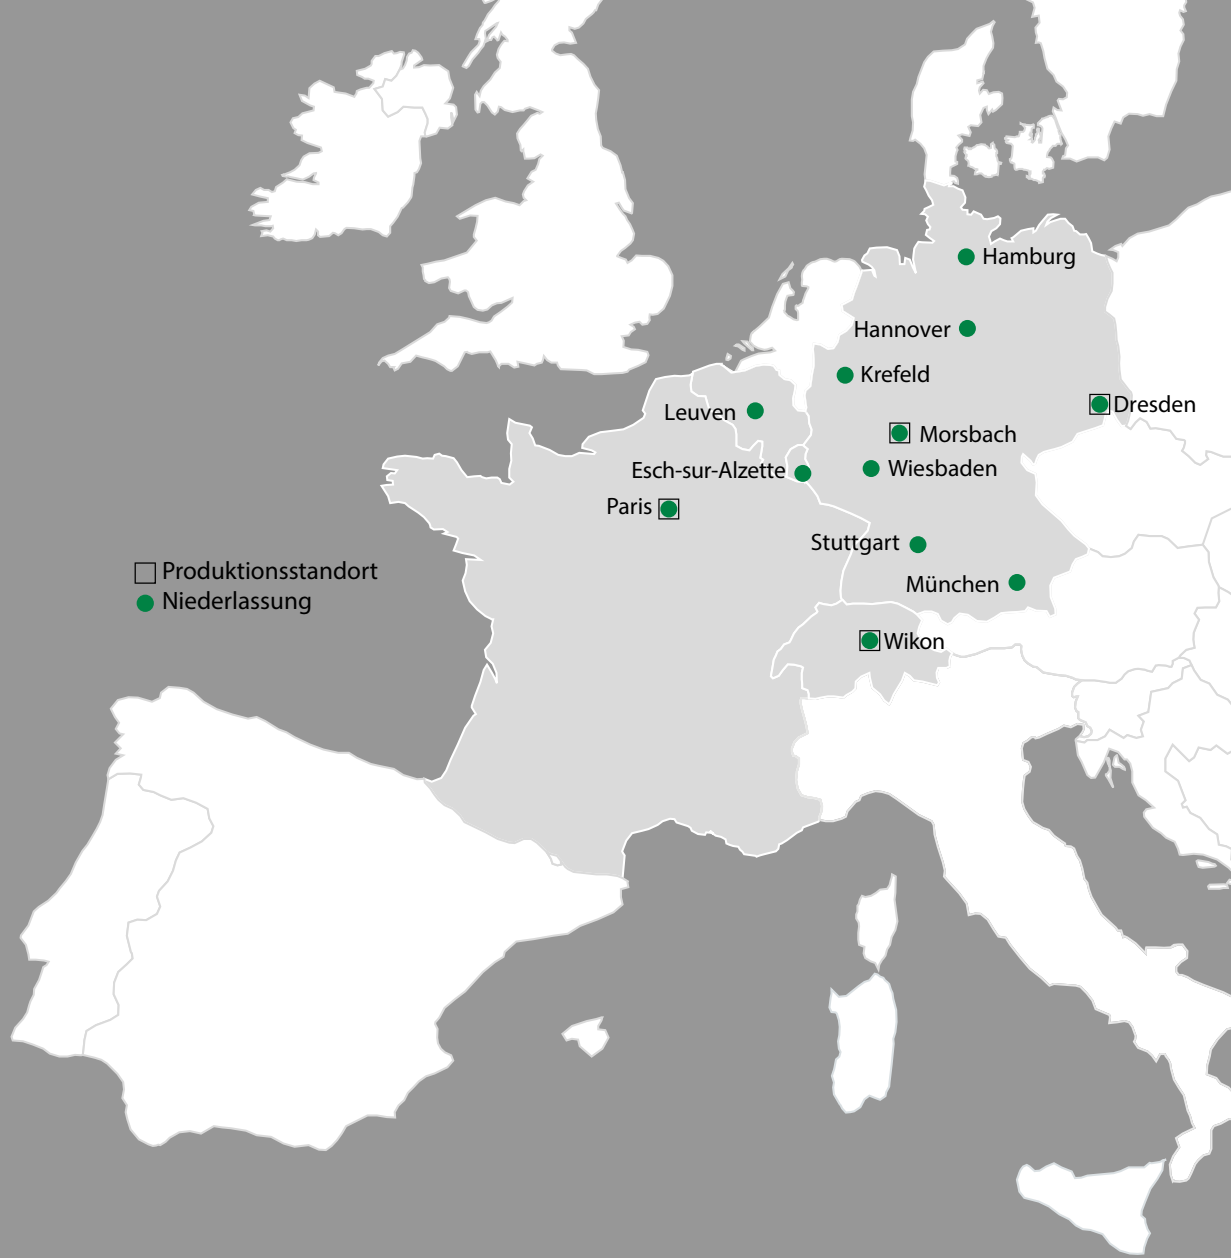 Hamburg
Hannover
Krefeld
Dresden
Leuven
Morsbach
Esch-sur-Alzette
Wiesbaden
Paris
Stuttgart
München
Wikon
Produktionsstandort
Niederlassung